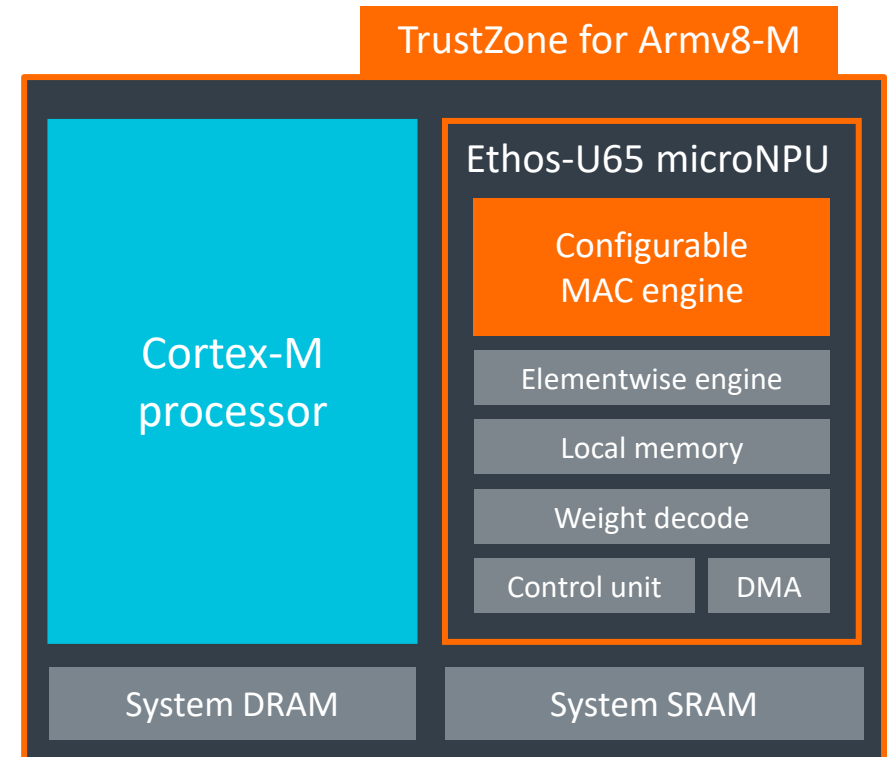 TrustZone for Armv8-M
Cortex-M
processor
Ethos-U65 microNPU
Configurable
MAC engine
Elementwise engine
Local memory
Weight decode
Control unit
DMA
System DRAM
System SRAM